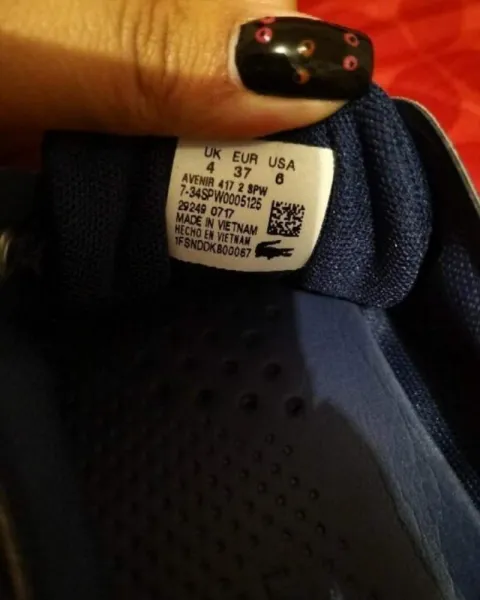 UK EUR USA
4 37 6
AVENIR 417 2 SPW
7-34SPW0005125
29249 0717
MADE IN VIETNAM
HECHO EN VIETNAM
1FSNDDKB00067